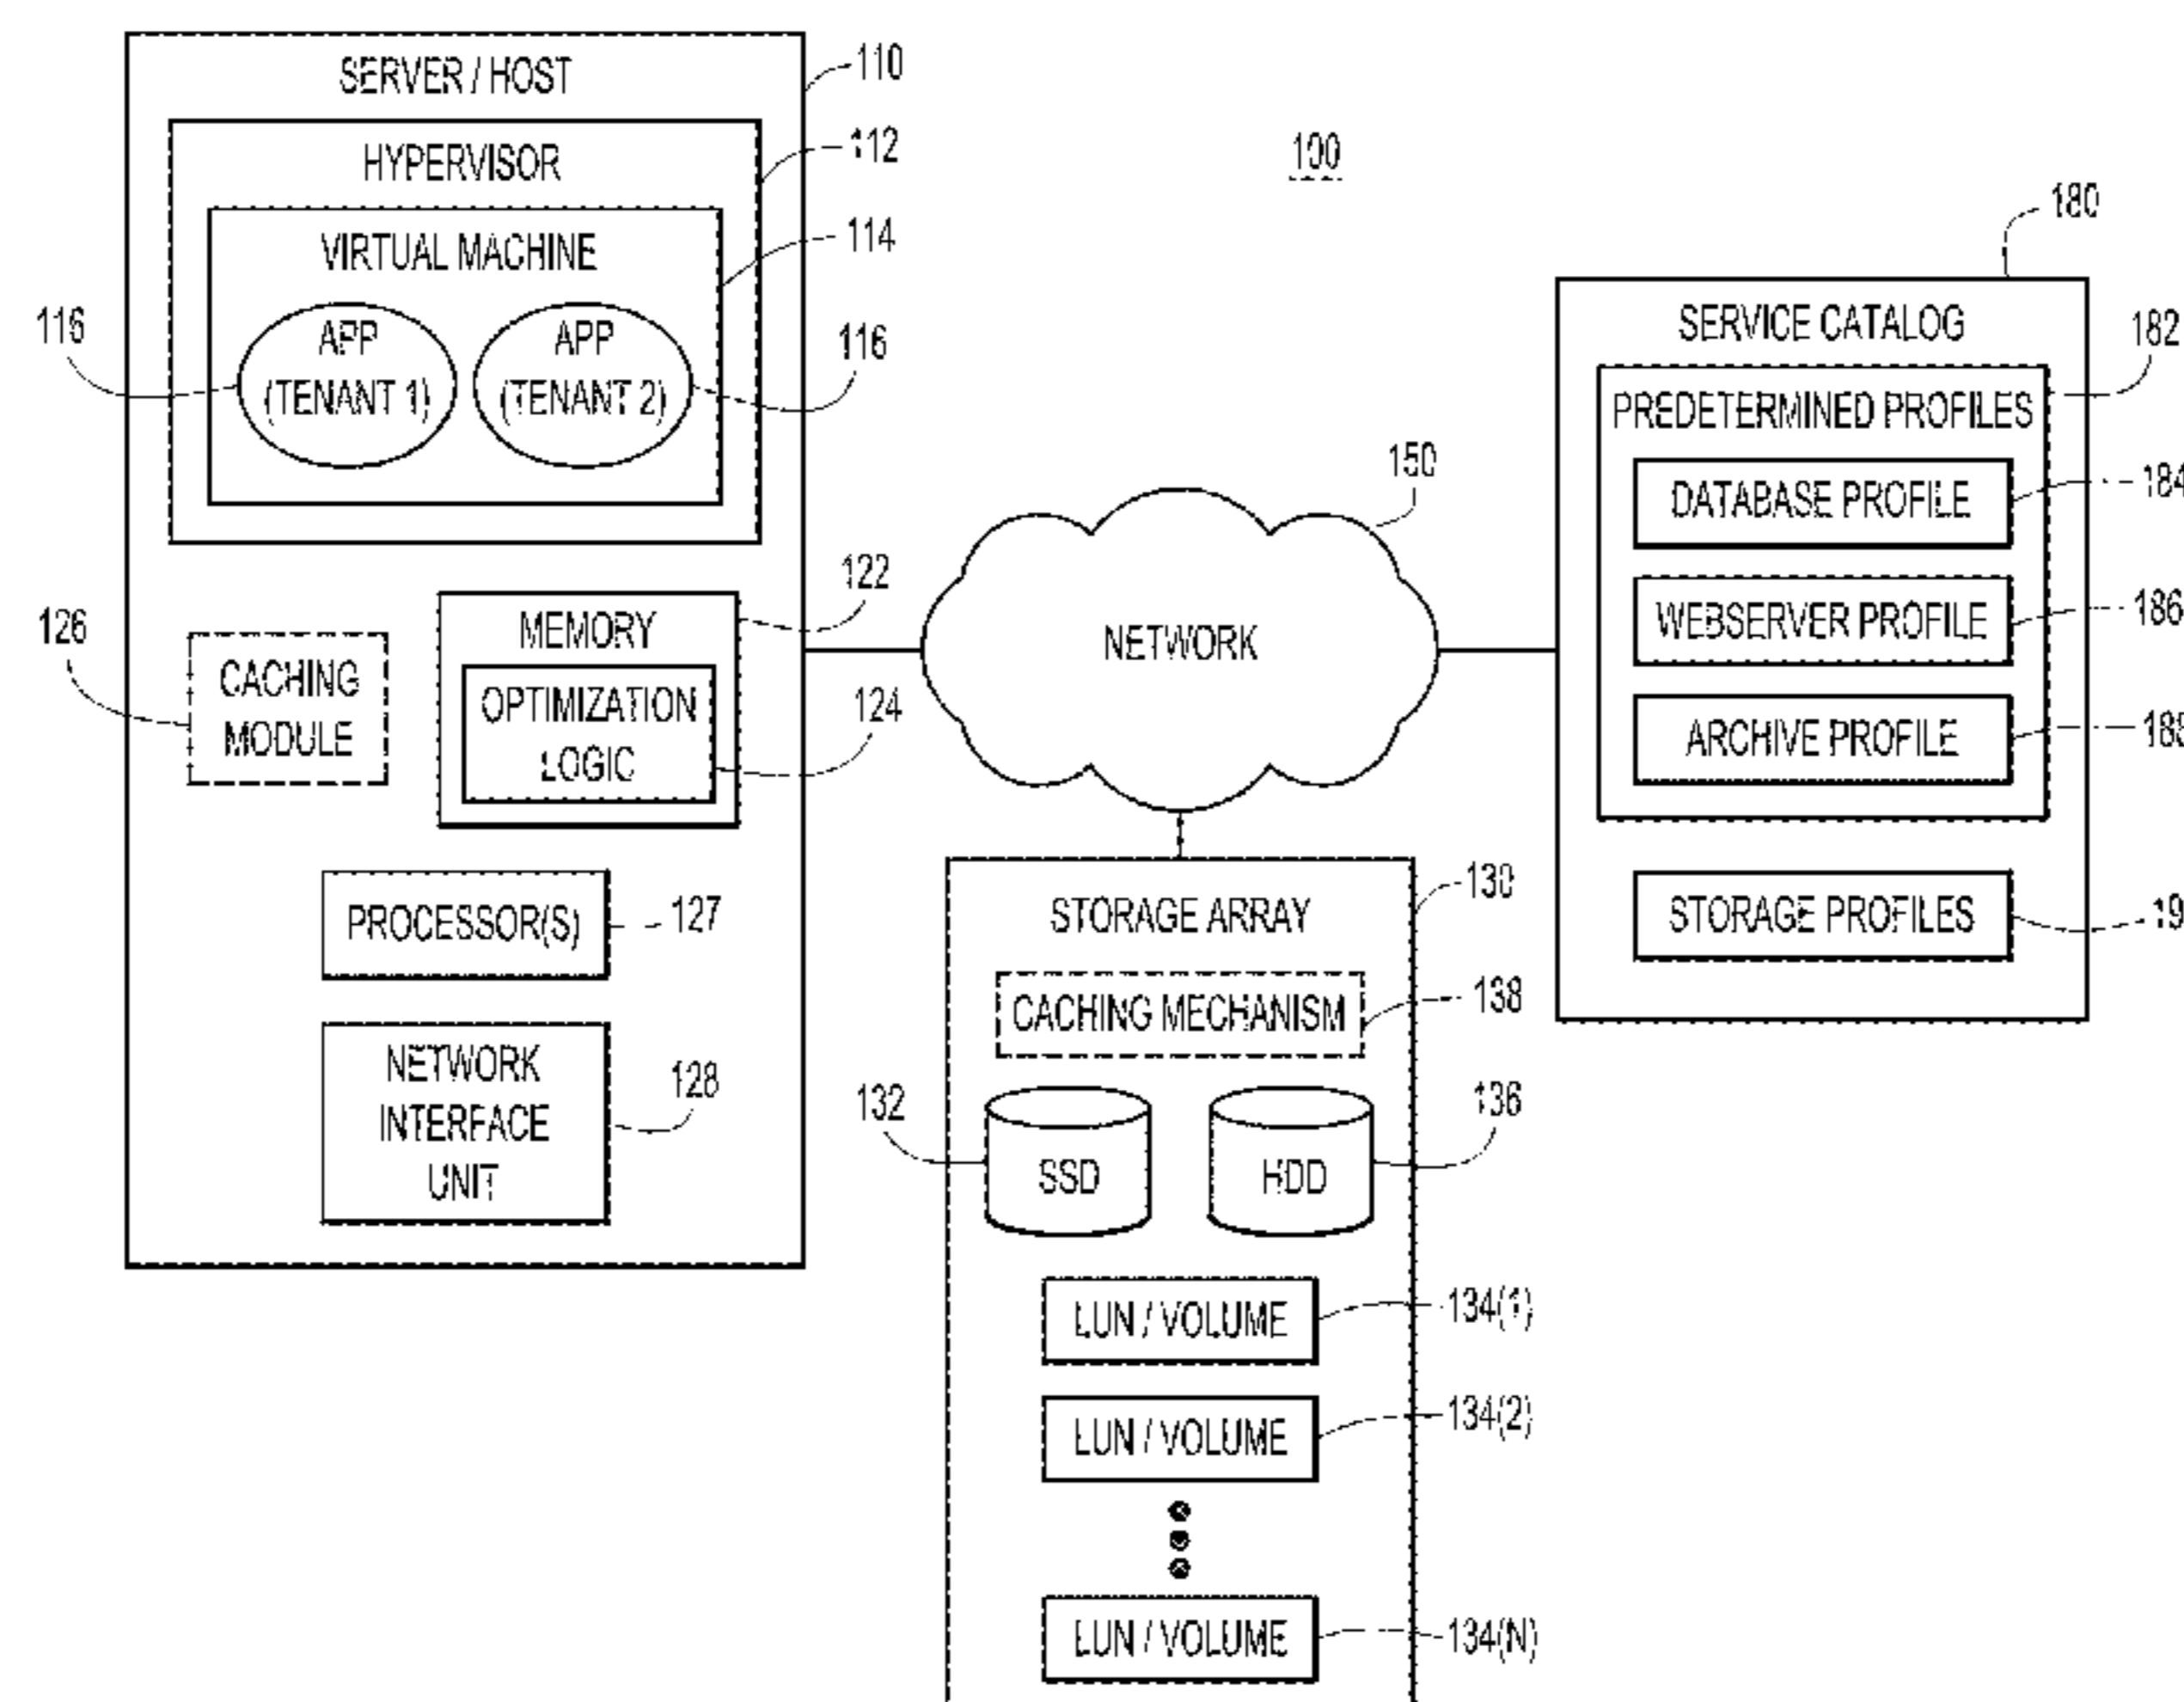 SERVER / HOST
110
HYPERVISOR
112
VIRTUAL MACHINE
114
116
APP
(TENANT 1)
APP
(TENANT 2)
116
126
CACHING
MODULE
MEMORY
122
OPTIMIZATION
LOGIC
124
PROCESSOR(S)
127
NETWORK
INTERFACE
UNIT
128
100
150
NETWORK
130
STORAGE ARRAY
CACHING MECHANISM
138
132
SSD
HDD
136
LUN / VOLUME
134(1)
LUN / VOLUME
134(2)
LUN / VOLUME
134(N)
180
SERVICE CATALOG
182
PREDETERMINED PROFILES
DATABASE PROFILE
184
WEBSERVER PROFILE
186
ARCHIVE PROFILE
188
STORAGE PROFILES